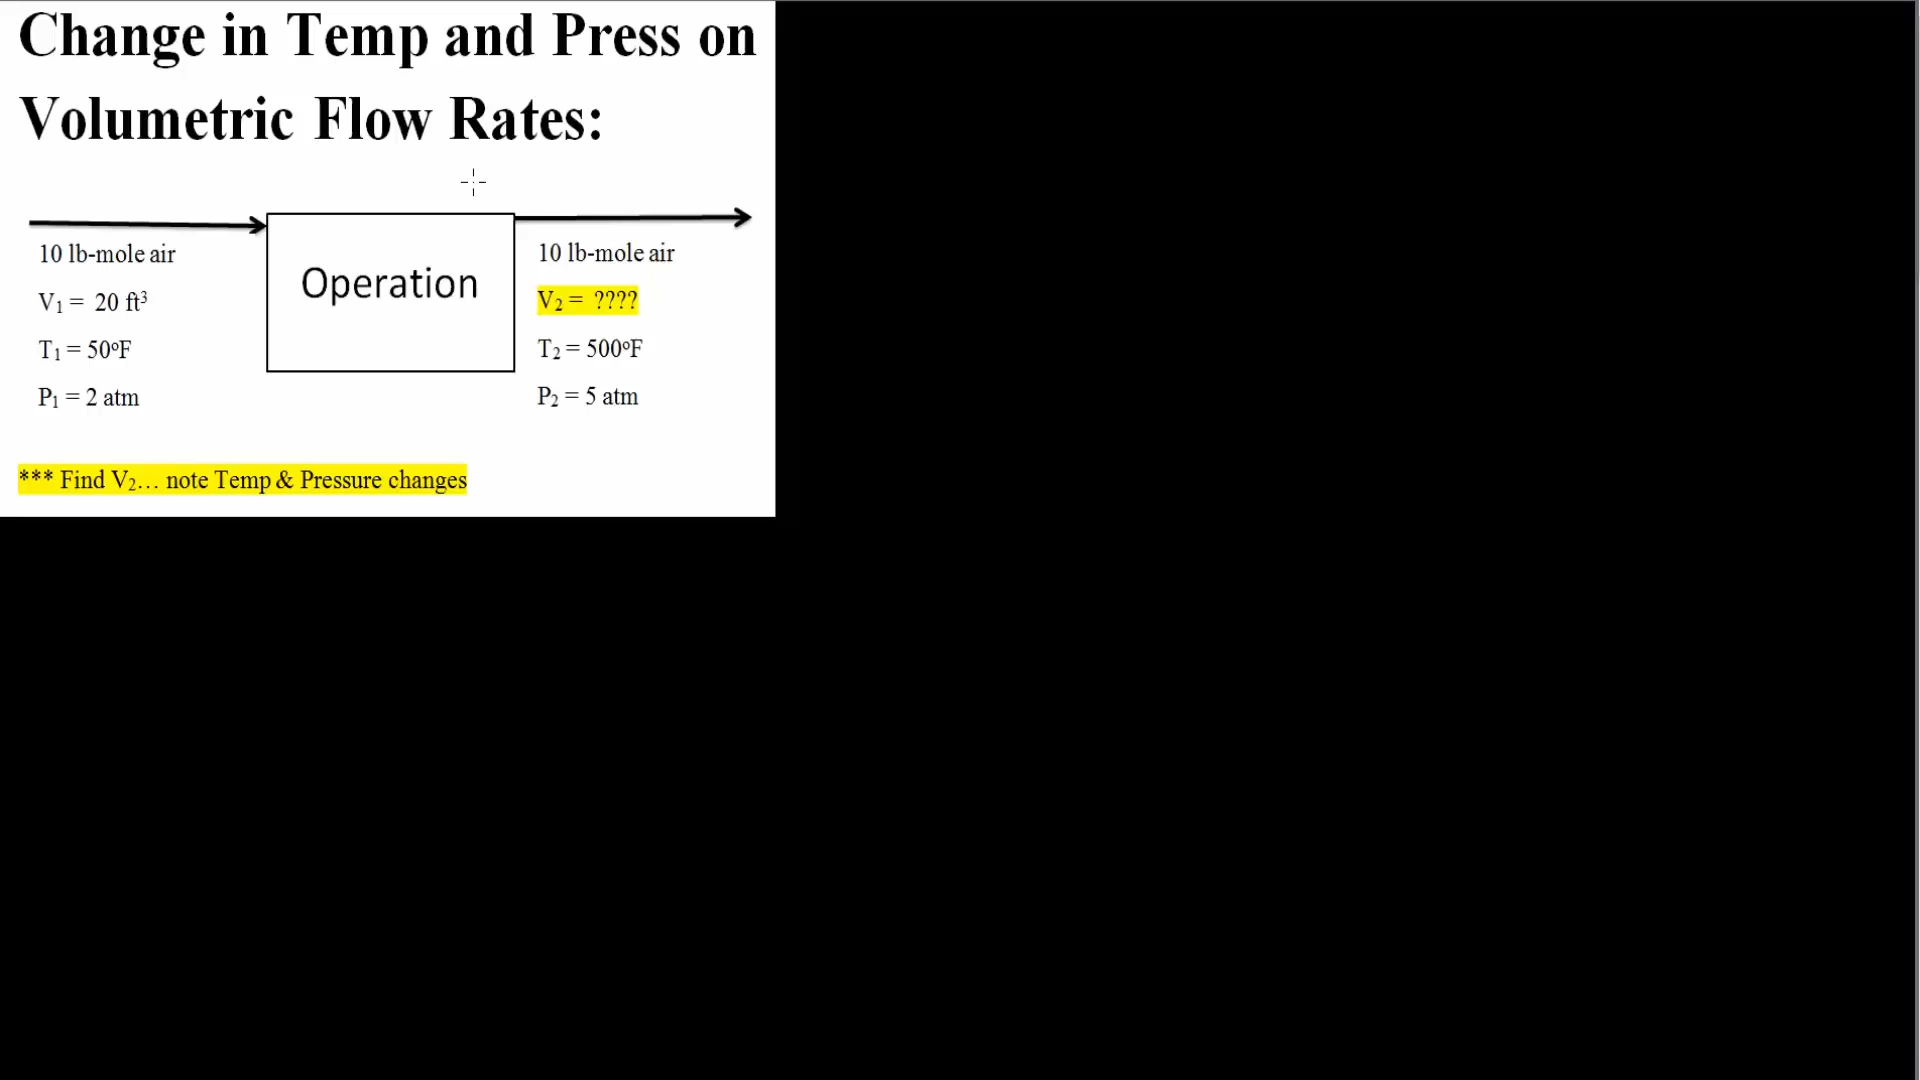 Change in Temp and Press on
Volumetric Flow Rates:
10 lb-mole air
V₁ = 20 ft³
T₁ = 50ºF
P₁ = 2 atm
Operation
10 lb-mole air
V₂ = ????
T₂ = 500ºF
P₂ = 5 atm
*** Find V₂… note Temp & Pressure changes